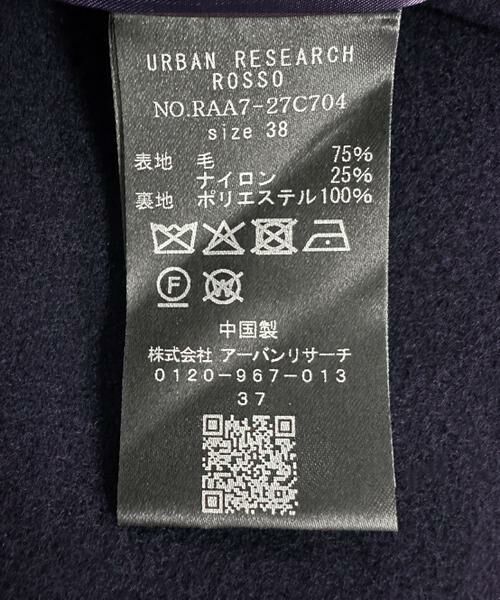 URBAN RESEARCH
ROSSO
NO.RAA7-27C704
size 38
表地 毛 75%
ナイロン 25%
裏地 ポリエステル100%
F W
中国製
株式会社 アーバンリサーチ
0120-967-013
37